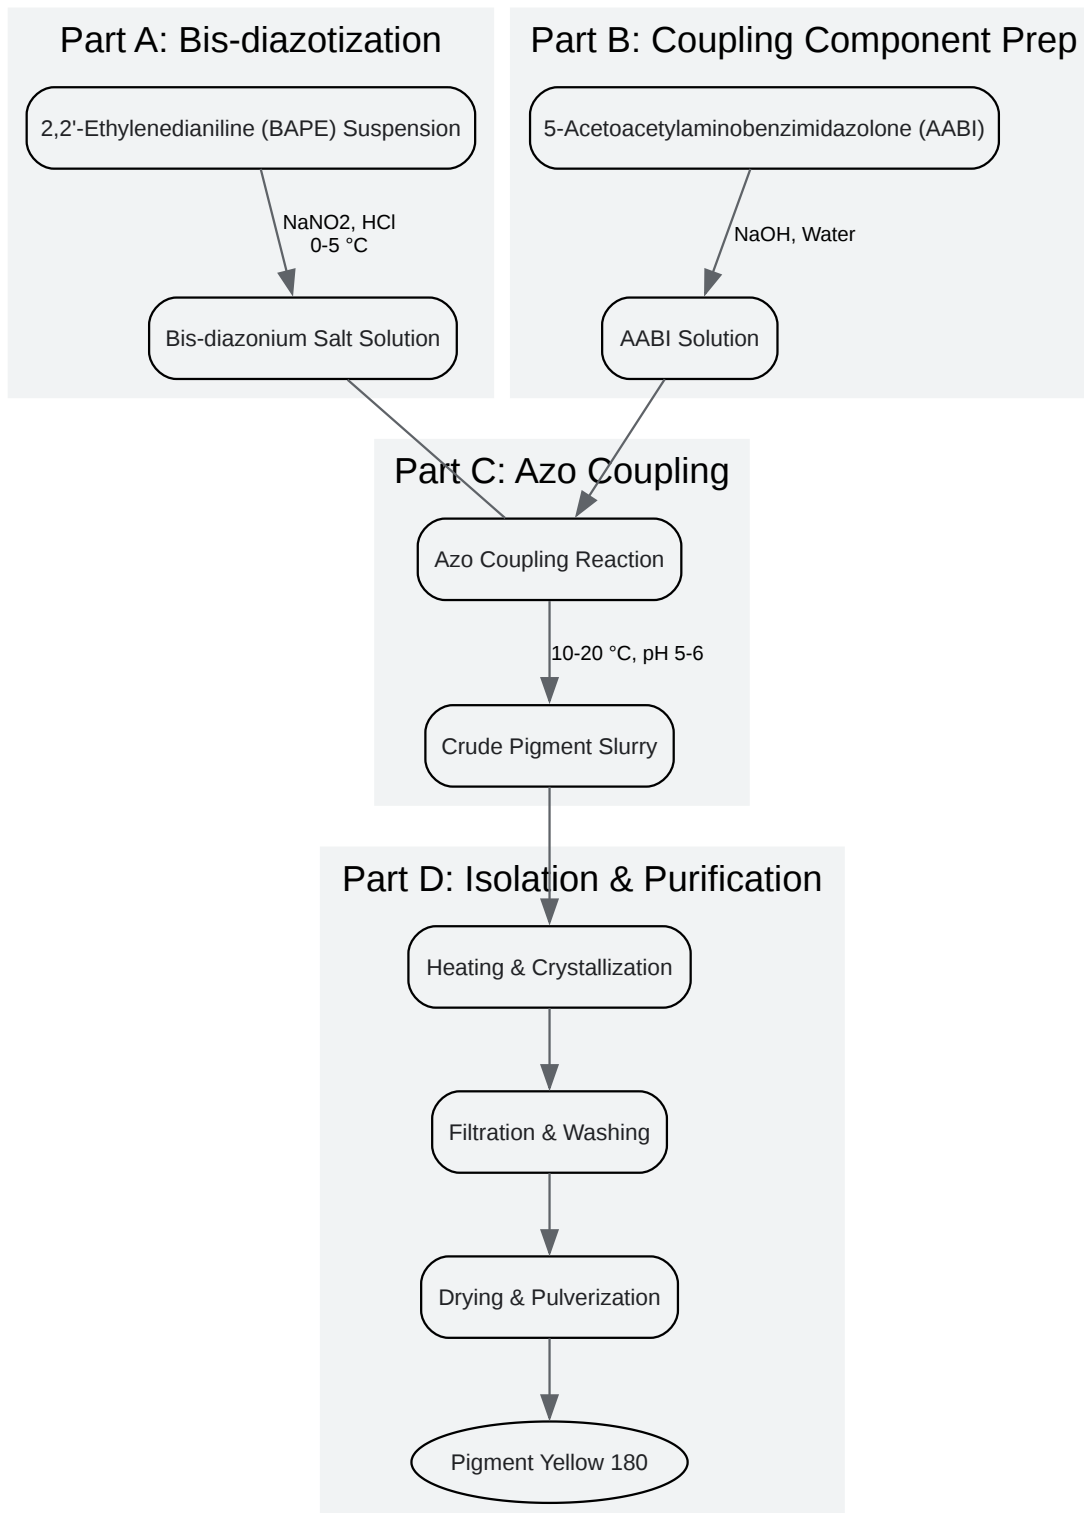 Part A: Bis-diazotization
2,2'-Ethylenedianiline (BAPE) Suspension
NaNO2, HCl
0-5 °C
Bis-diazonium Salt Solution
Part B: Coupling Component Prep
5-Acetoacetylaminobenzimidazolone (AABI)
NaOH, Water
AABI Solution
Part C: Azo Coupling
Azo Coupling Reaction
10-20 °C, pH 5-6
Crude Pigment Slurry
Part D: Isolation & Purification
Heating & Crystallization
Filtration & Washing
Drying & Pulverization
Pigment Yellow 180